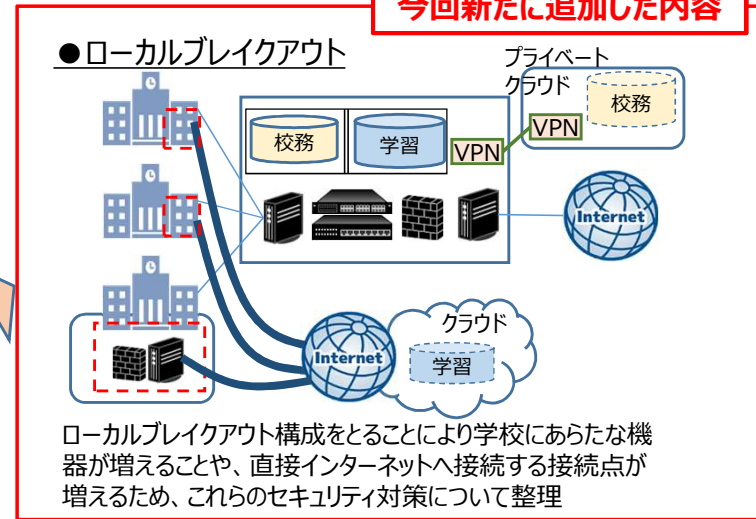 今回新たに追加した内容
●ローカルブレイクアウト
プライベート
クラウド
校務
校務
学習
VPN
VPN
Internet
Internet
クラウド
学習
ローカルブレイクアウト構成をとることにより学校にあらたな機
器が増えることや、直接インターネットへ接続する接続点が
増えるため、これらのセキュリティ対策について整理